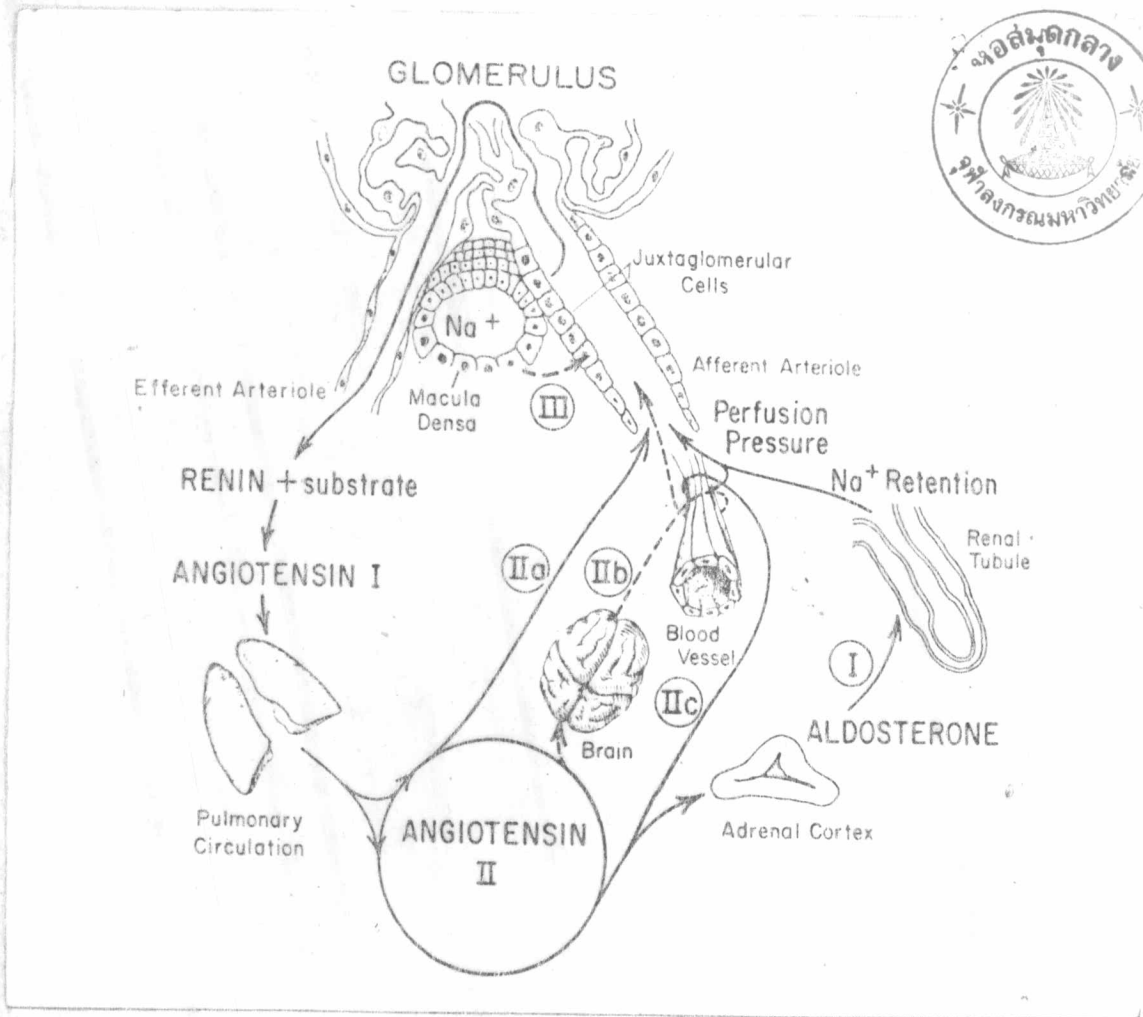 หอสมุดกลาง
จุฬาลงกรณมหาวิทยาลัย
GLOMERULUS
Juxtaglomerular
Cells
Na+
Efferent Arteriole
Macula
Densa
III
Afferent Arteriole
Perfusion
Pressure
RENIN + substrate
Na+ Retention
Renal
Tubule
ANGIOTENSIN I
IIa
IIb
Blood
Vessel
I
IIc
Brain
ALDOSTERONE
Pulmonary
Circulation
ANGIOTENSIN
II
Adrenal Cortex